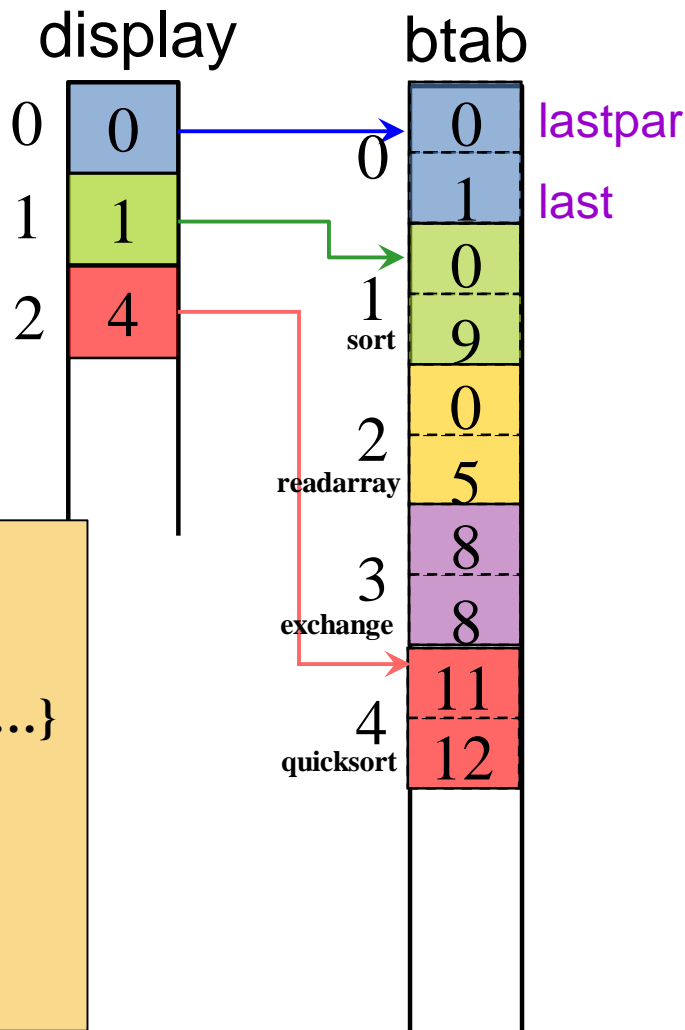 display btab
0 0 0 0 lastpar
1 last
1 1 0
1
sort
9
2 4 0
2
readarray
5
8
3
exchange
8
...}
11
4
quicksort
12